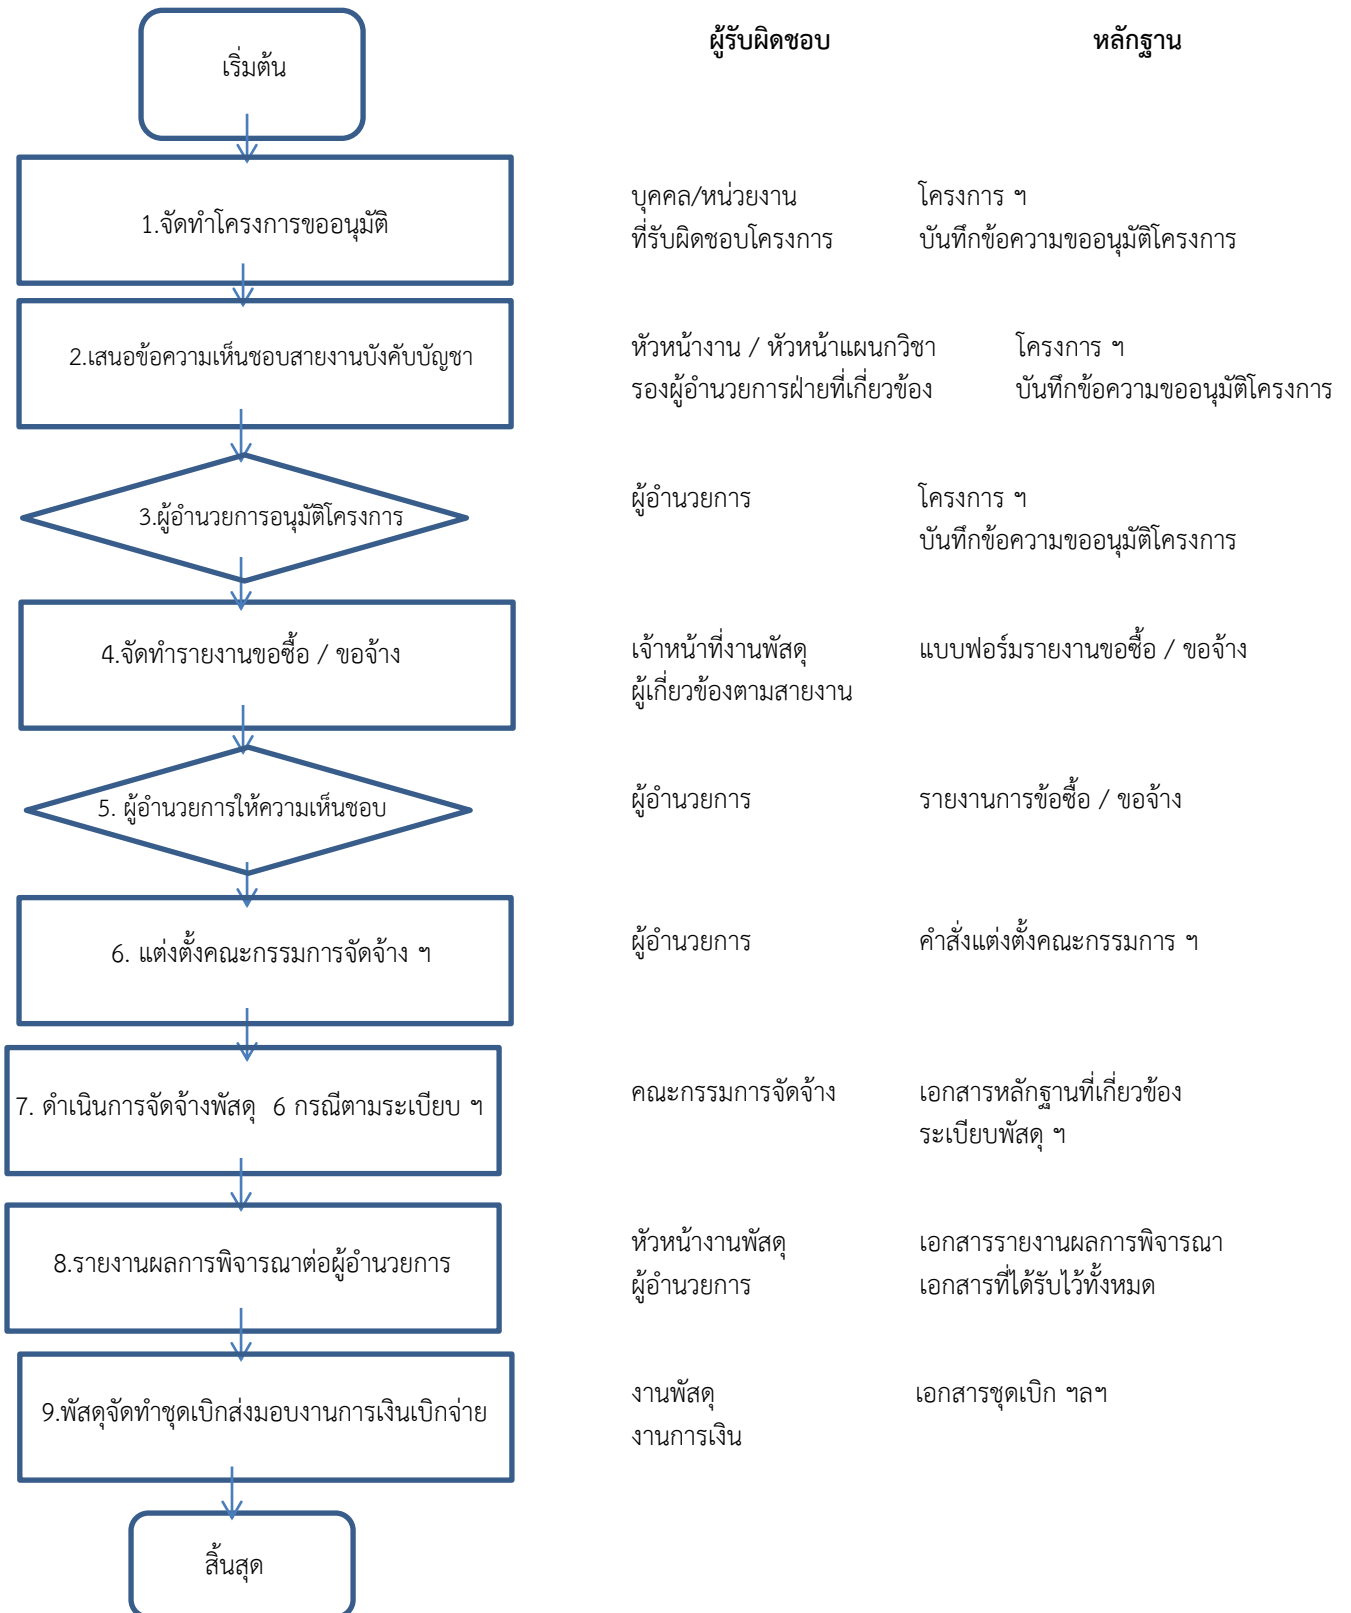 เริ่มต้น
ผู้รับผิดชอบ หลักฐาน
1.จัดทำโครงการขออนุมัติ
บุคคล/หน่วยงาน โครงการ ฯ
ที่รับผิดชอบโครงการ บันทึกข้อความขออนุมัติโครงการ
2.เสนอข้อความเห็นชอบสายงานบังคับบัญชา
หัวหน้างาน / หัวหน้าแผนกวิชา โครงการ ฯ
รองผู้อำนวยการฝ่ายที่เกี่ยวข้อง บันทึกข้อความขออนุมัติโครงการ
3.ผู้อำนวยการอนุมัติโครงการ
ผู้อำนวยการ โครงการ ฯ
บันทึกข้อความขออนุมัติโครงการ
4.จัดทำรายงานขอซื้อ / ขอจ้าง
เจ้าหน้าที่งานพัสดุ แบบฟอร์มรายงานขอซื้อ / ขอจ้าง
ผู้เกี่ยวข้องตามสายงาน
5. ผู้อำนวยการให้ความเห็นชอบ
ผู้อำนวยการ รายงานการข้อซื้อ / ขอจ้าง
6. แต่งตั้งคณะกรรมการจัดจ้าง ฯ
ผู้อำนวยการ คำสั่งแต่งตั้งคณะกรรมการ ฯ
7. ดำเนินการจัดจ้างพัสดุ 6 กรณีตามระเบียบ ฯ
คณะกรรมการจัดจ้าง เอกสารหลักฐานที่เกี่ยวข้อง
ระเบียบพัสดุ ฯ
8.รายงานผลการพิจารณาต่อผู้อำนวยการ
หัวหน้างานพัสดุ เอกสารรายงานผลการพิจารณา
ผู้อำนวยการ เอกสารที่ได้รับไว้ทั้งหมด
9.พัสดุจัดทำชุดเบิกส่งมอบงานการเงินเบิกจ่าย
งานพัสดุ เอกสารชุดเบิก ฯลฯ
งานการเงิน
สิ้นสุด